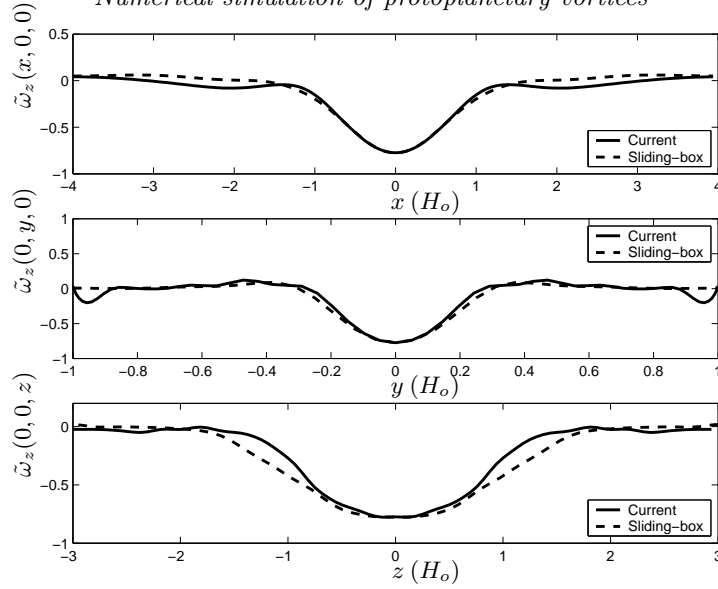 Numerical simulation of protoplanetary vortices
0.5
0
−0.5
−1
ω̃z(x, 0, 0)
Current
Sliding−box
−4 −3 −2 −1 0 1 2 3 4
x (Ho)
1
0.5
0
−0.5
−1
ω̃z(0, y, 0)
Current
Sliding−box
−1 −0.8 −0.6 −0.4 −0.2 0 0.2 0.4 0.6 0.8 1
y (Ho)
0
−0.5
−1
ω̃z(0, 0, z)
Current
Sliding−box
−3 −2 −1 0 1 2 3
z (Ho)